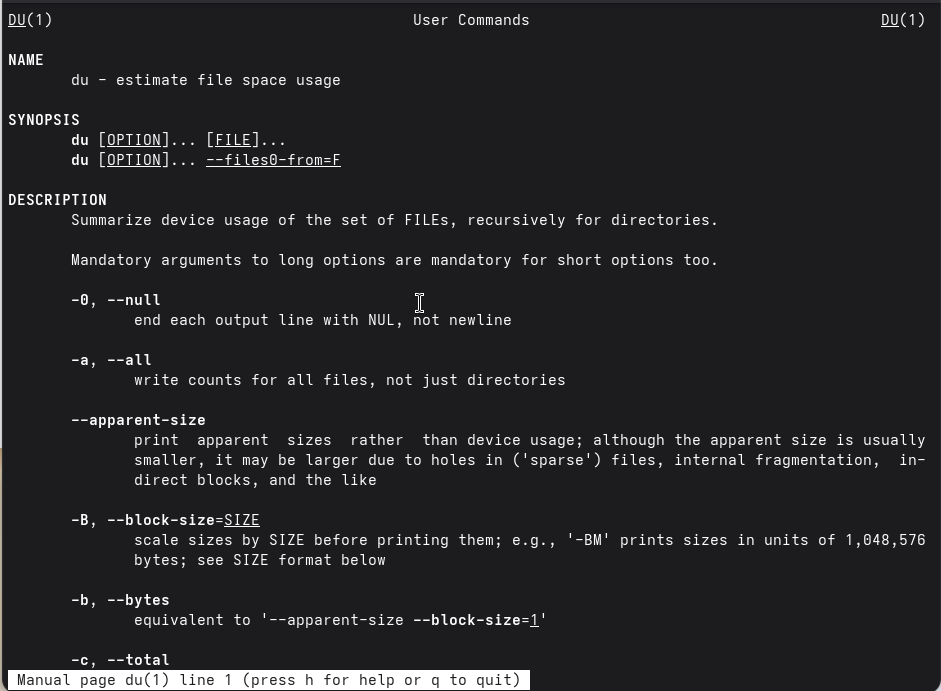 DU(1) User Commands DU(1)
NAME
du - estimate file space usage
SYNOPSIS
du [OPTION]... [FILE]...
du [OPTION]... --files0-from=F
DESCRIPTION
Summarize device usage of the set of FILEs, recursively for directories.
Mandatory arguments to long options are mandatory for short options too.
-0, --null
end each output line with NUL, not newline
-a, --all
write counts for all files, not just directories
--apparent-size
print apparent sizes rather than device usage; although the apparent size is usually
smaller, it may be larger due to holes in ('sparse') files, internal fragmentation, in-
direct blocks, and the like
-B, --block-size=SIZE
scale sizes by SIZE before printing them; e.g., '-BM' prints sizes in units of 1,048,576
bytes; see SIZE format below
-b, --bytes
equivalent to '--apparent-size --block-size=1'
-c, --total
Manual page du(1) line 1 (press h for help or q to quit)